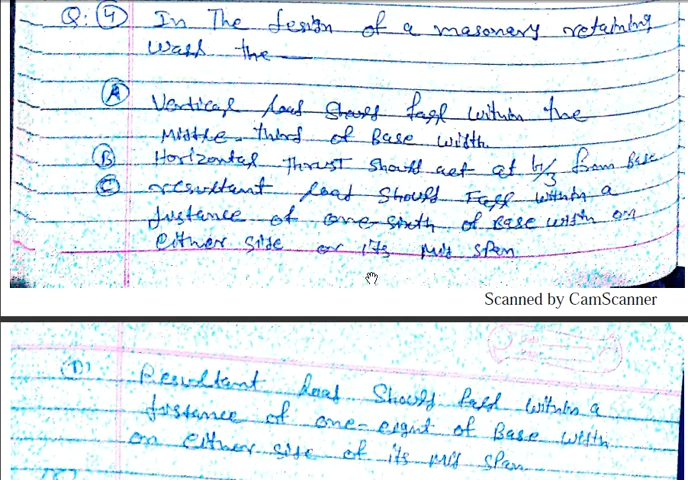 Q: (4) In The design of a masonary retaining
wall the —
(A) Vertical load should fall within the
middle third of Base width
(B) Horizontal thrust should act at h/3 from base
(C) resultant load should fall within a
distance of one-sixth of Base width on
either side or its mid span
Scanned by CamScanner
(D) Resultant load should fall within a
distance of one-eight of Base width
on either side of its mid span